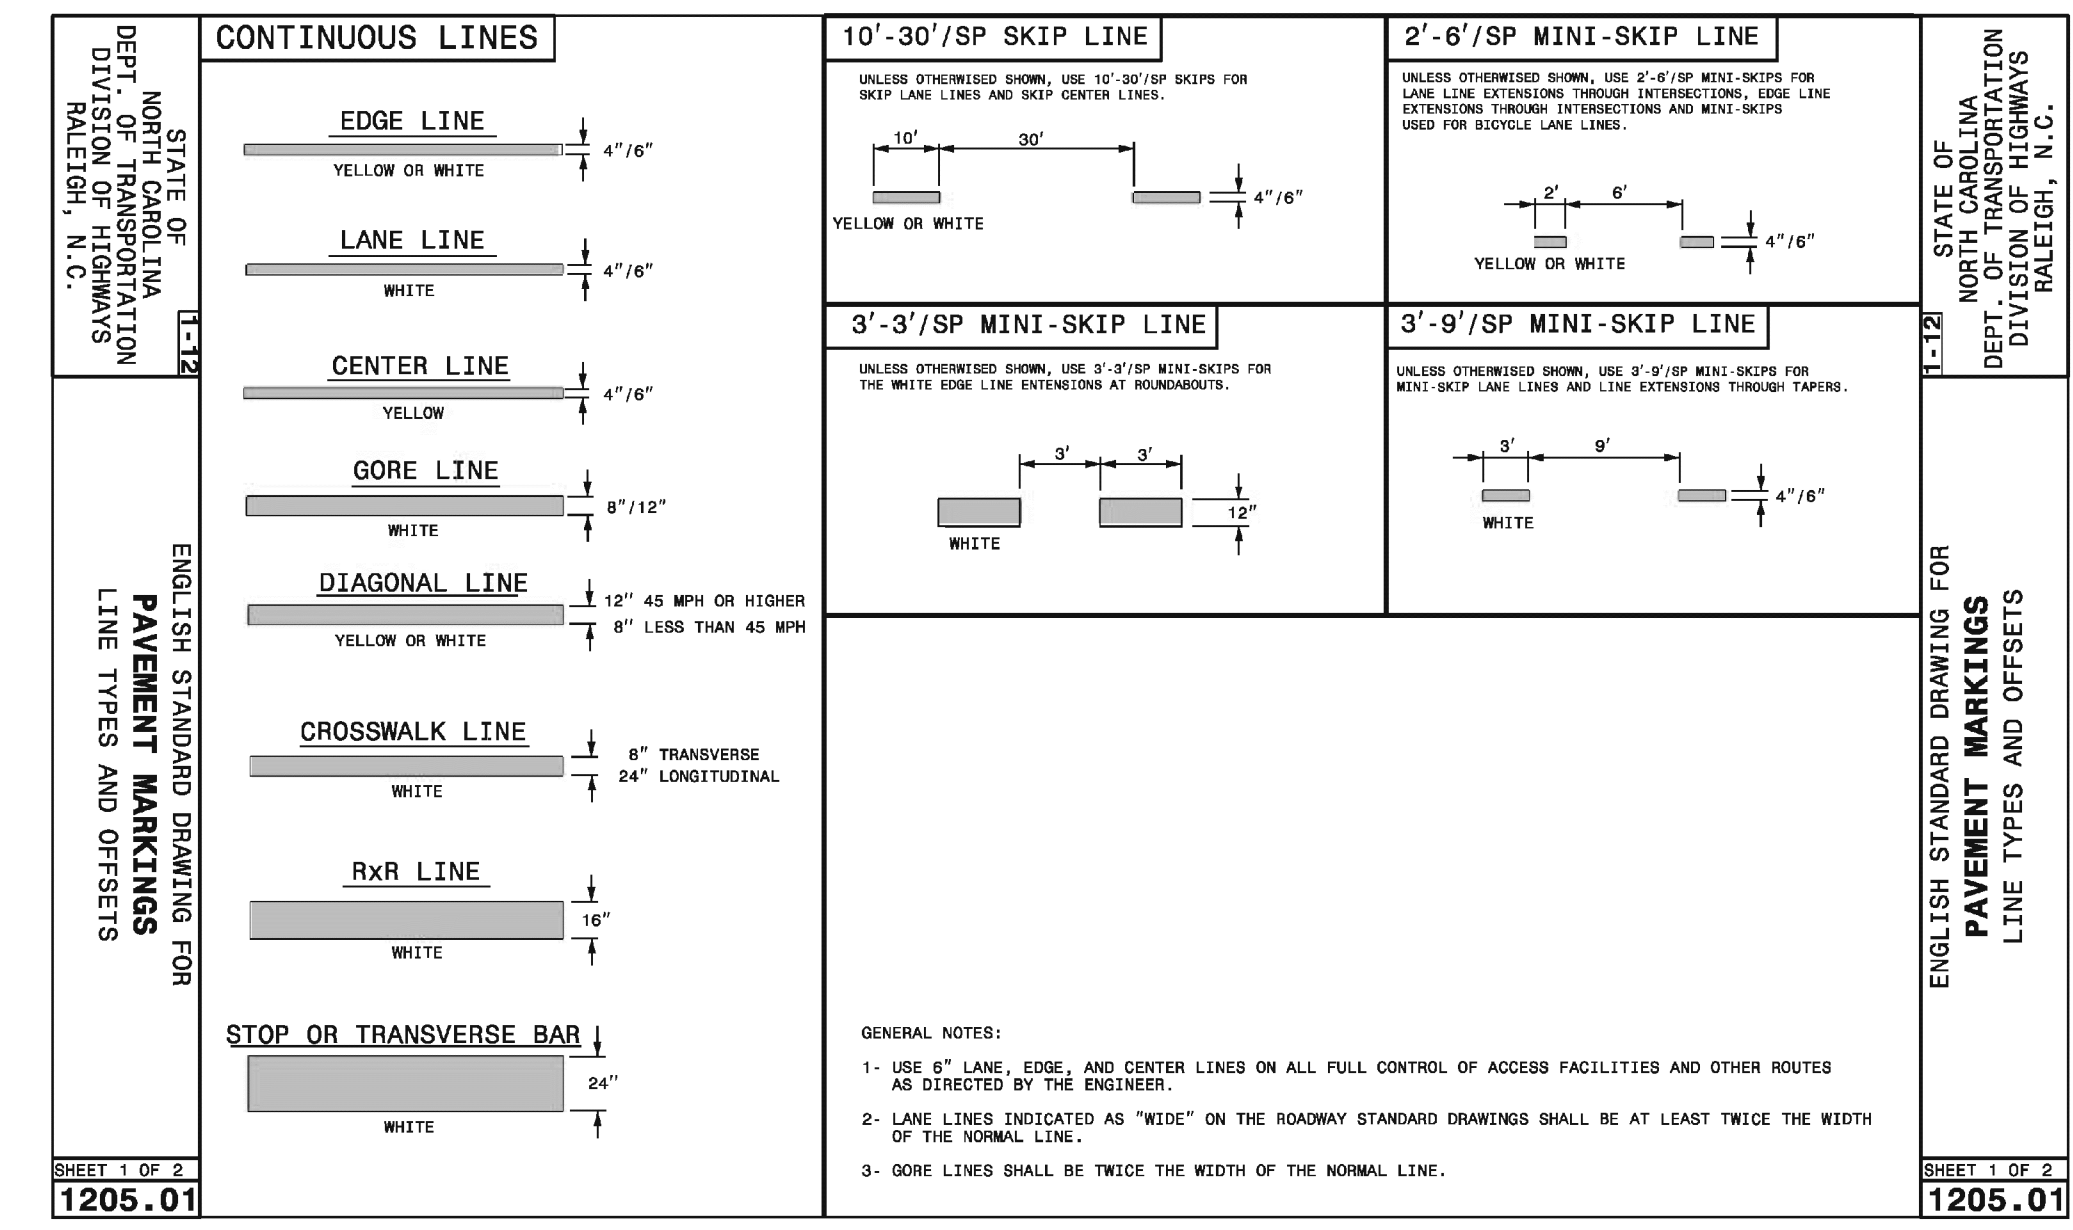 STATE OF
NORTH CAROLINA
DEPT. OF TRANSPORTATION
DIVISION OF HIGHWAYS
RALEIGH, N.C.
1-12
ENGLISH STANDARD DRAWING FOR
PAVEMENT MARKINGS
LINE TYPES AND OFFSETS
SHEET 1 OF 2
1205.01
CONTINUOUS LINES
EDGE LINE
4"/6"
YELLOW OR WHITE
LANE LINE
4"/6"
WHITE
CENTER LINE
4"/6"
YELLOW
GORE LINE
8"/12"
WHITE
DIAGONAL LINE
12" 45 MPH OR HIGHER
8" LESS THAN 45 MPH
YELLOW OR WHITE
CROSSWALK LINE
8" TRANSVERSE
24" LONGITUDINAL
WHITE
RxR LINE
16"
WHITE
STOP OR TRANSVERSE BAR
24"
WHITE
10'-30'/SP SKIP LINE
UNLESS OTHERWISED SHOWN, USE 10'-30'/SP SKIPS FOR
SKIP LANE LINES AND SKIP CENTER LINES.
10' 30'
4"/6"
YELLOW OR WHITE
2'-6'/SP MINI-SKIP LINE
UNLESS OTHERWISED SHOWN, USE 2'-6'/SP MINI-SKIPS FOR
LANE LINE EXTENSIONS THROUGH INTERSECTIONS, EDGE LINE
EXTENSIONS THROUGH INTERSECTIONS AND MINI-SKIPS
USED FOR BICYCLE LANE LINES.
2' 6'
4"/6"
YELLOW OR WHITE
3'-3'/SP MINI-SKIP LINE
UNLESS OTHERWISED SHOWN, USE 3'-3'/SP MINI-SKIPS FOR
THE WHITE EDGE LINE ENTENSIONS AT ROUNDABOUTS.
3' 3'
12"
WHITE
3'-9'/SP MINI-SKIP LINE
UNLESS OTHERWISED SHOWN, USE 3'-9'/SP MINI-SKIPS FOR
MINI-SKIP LANE LINES AND LINE EXTENSIONS THROUGH TAPERS.
3' 9'
4"/6"
WHITE
GENERAL NOTES:
1- USE 6" LANE, EDGE, AND CENTER LINES ON ALL FULL CONTROL OF ACCESS FACILITIES AND OTHER ROUTES
AS DIRECTED BY THE ENGINEER.
2- LANE LINES INDICATED AS "WIDE" ON THE ROADWAY STANDARD DRAWINGS SHALL BE AT LEAST TWICE THE WIDTH
OF THE NORMAL LINE.
3- GORE LINES SHALL BE TWICE THE WIDTH OF THE NORMAL LINE.
STATE OF
NORTH CAROLINA
DEPT. OF TRANSPORTATION
DIVISION OF HIGHWAYS
RALEIGH, N.C.
1-12
ENGLISH STANDARD DRAWING FOR
PAVEMENT MARKINGS
LINE TYPES AND OFFSETS
SHEET 1 OF 2
1205.01